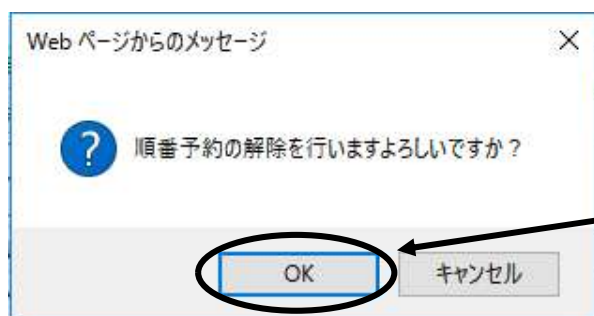 Web ページからのメッセージ
順番予約の解除を行いますよろしいですか？
OK キャンセル